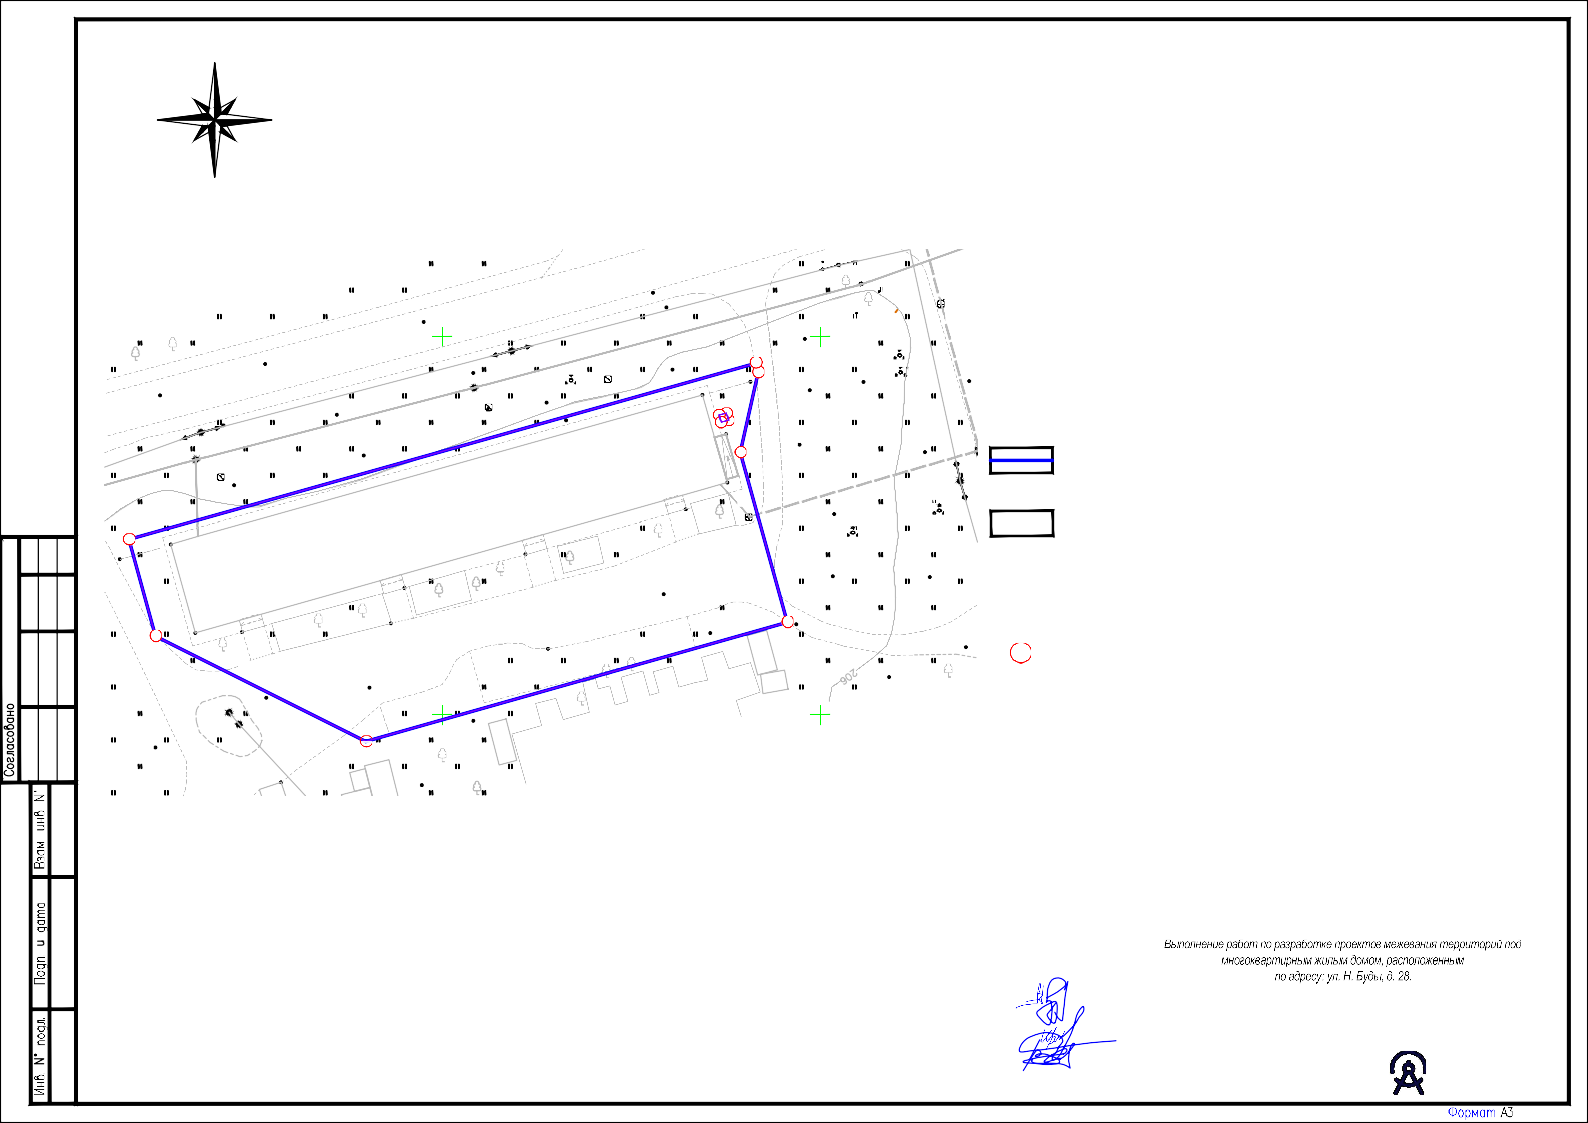 206
Согласовано
Взам. инв. N°
Подп. и дата
Инв. N° подл.
Выполнение работ по разработке проектов межевания территорий под
многоквартирным жилым домом, расположенным
по адресу: ул. Н. Буды, д. 28.
Формат А3